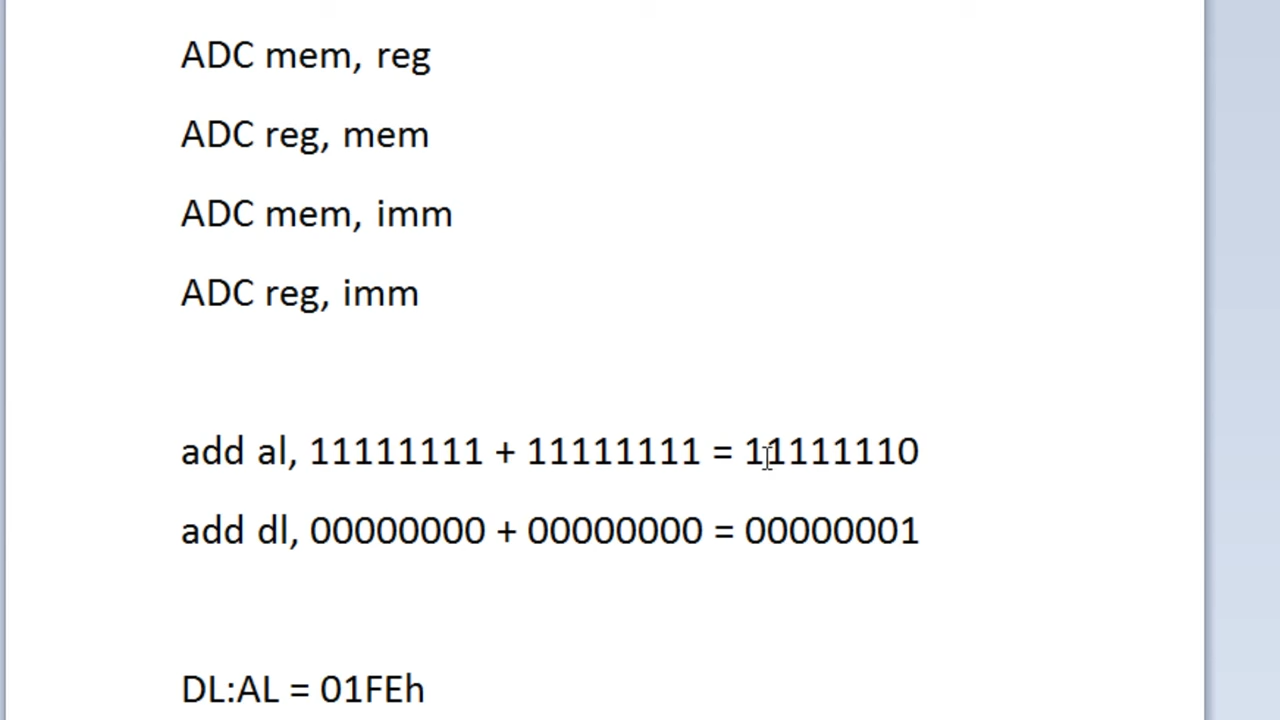 ADC mem, reg
ADC reg, mem
ADC mem, imm
ADC reg, imm
add al, 11111111 + 11111111 = 11111110
add dl, 00000000 + 00000000 = 00000001
DL:AL = 01FEh